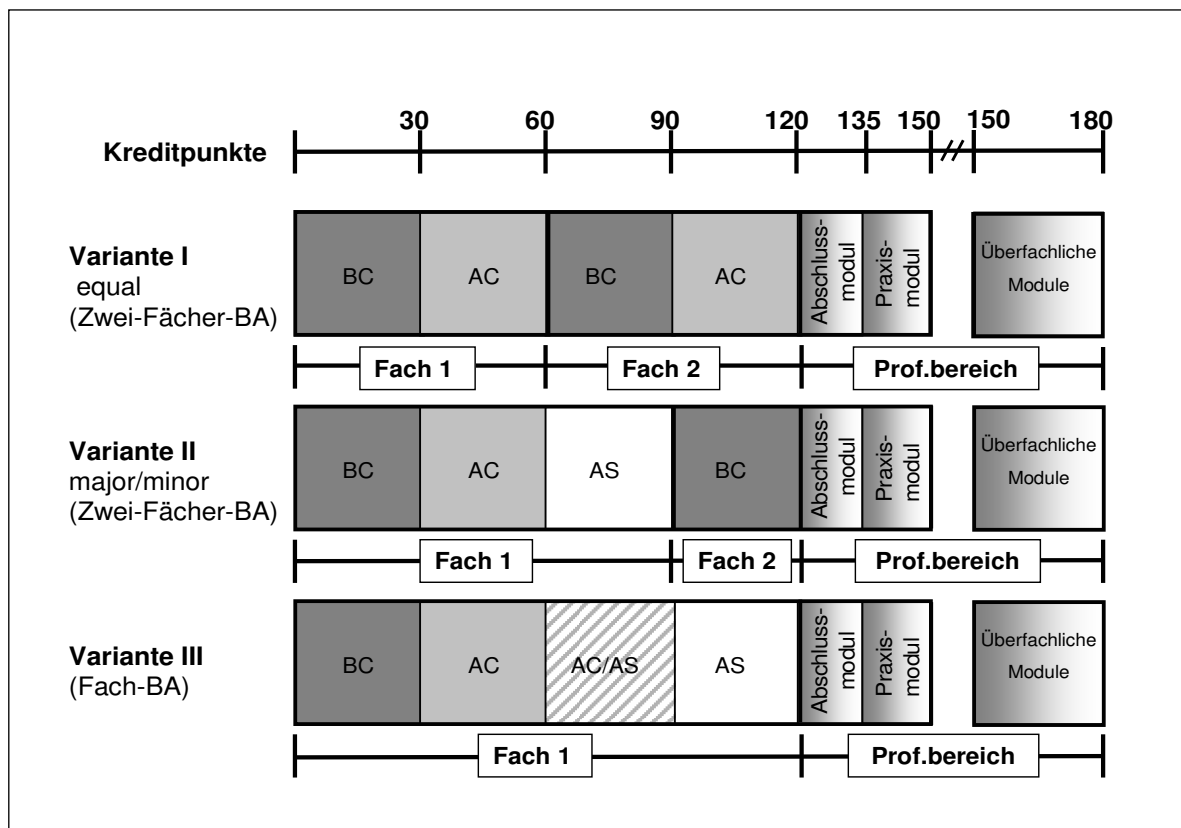 30 60 90 120 135 150 150 180
Kreditpunkte
Variante I
equal
(Zwei-Fächer-BA)
BC AC BC AC
Abschluss-
modul
Praxis-
modul
Überfachliche
Module
Fach 1 Fach 2 Prof.bereich
Variante II
major/minor
(Zwei-Fächer-BA)
BC AC AS BC
Abschluss-
modul
Praxis-
modul
Überfachliche
Module
Fach 1 Fach 2 Prof.bereich
Variante III
(Fach-BA)
BC AC AC/AS AS
Abschluss-
modul
Praxis-
modul
Überfachliche
Module
Fach 1 Prof.bereich